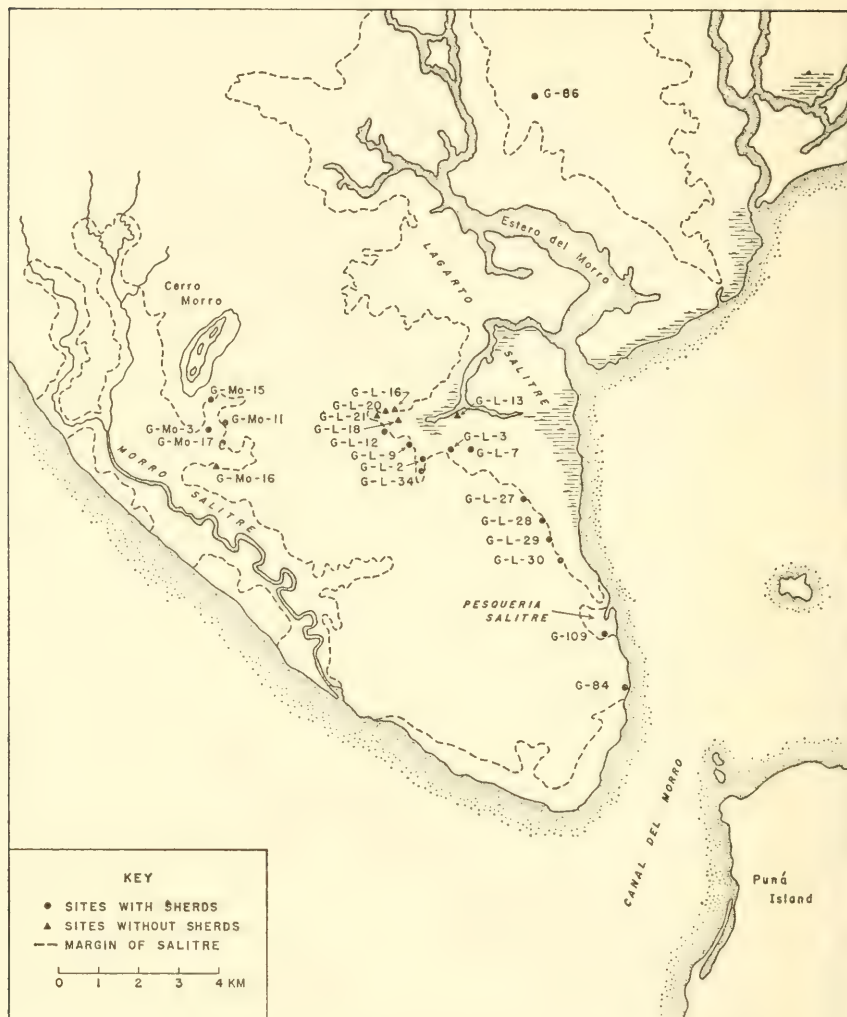 G-86
Estero del Morro
LAGARTO
SALITRE
Cerro
Morro
G-Mo-15
G-Mo-11
G-Mo-3
G-Mo-17
G-Mo-16
MORRO SALITRE
G-L-16
G-L-20
G-L-21
G-L-18
G-L-12
G-L-9
G-L-2
G-L-34
G-L-13
G-L-3
G-L-7
G-L-27
G-L-28
G-L-29
G-L-30
PESQUERIA
SALITRE
G-109
G-84
CANAL DEL MORRO
Puná
Island
KEY
SITES WITH SHERDS
SITES WITHOUT SHERDS
MARGIN OF SALITRE
0 1 2 3 4 KM